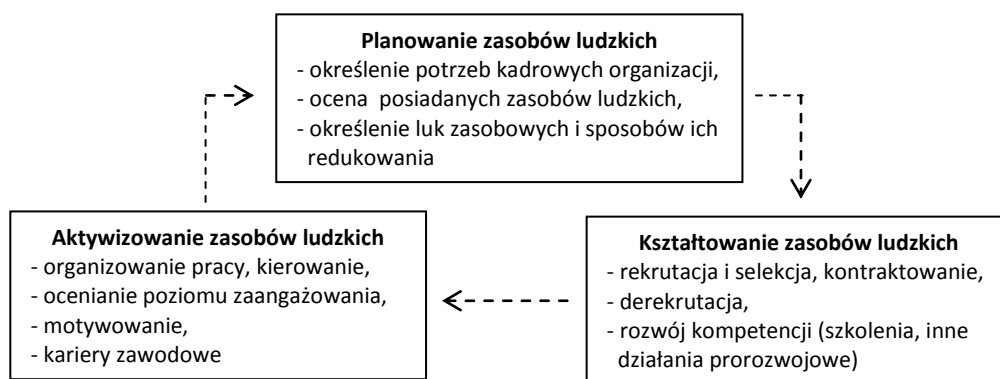 Planowanie zasobów ludzkich
- określenie potrzeb kadrowych organizacji,
- ocena posiadanych zasobów ludzkich,
- określenie luk zasobowych i sposobów ich
redukowania
Aktywizowanie zasobów ludzkich
- organizowanie pracy, kierowanie,
- ocenianie poziomu zaangażowania,
- motywowanie,
- kariery zawodowe
Kształtowanie zasobów ludzkich
- rekrutacja i selekcja, kontraktowanie,
- derekrutacja,
- rozwój kompetencji (szkolenia, inne
działania prorozwojowe)